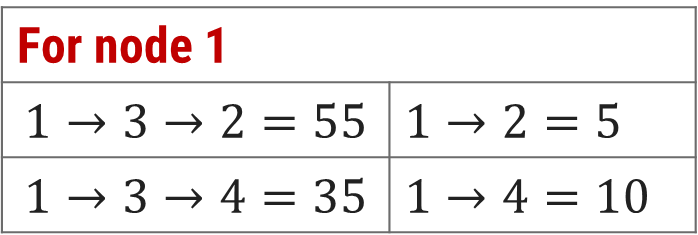 For node 1
1 → 3 → 2 = 55 1 → 2 = 5
1 → 3 → 4 = 35 1 → 4 = 10